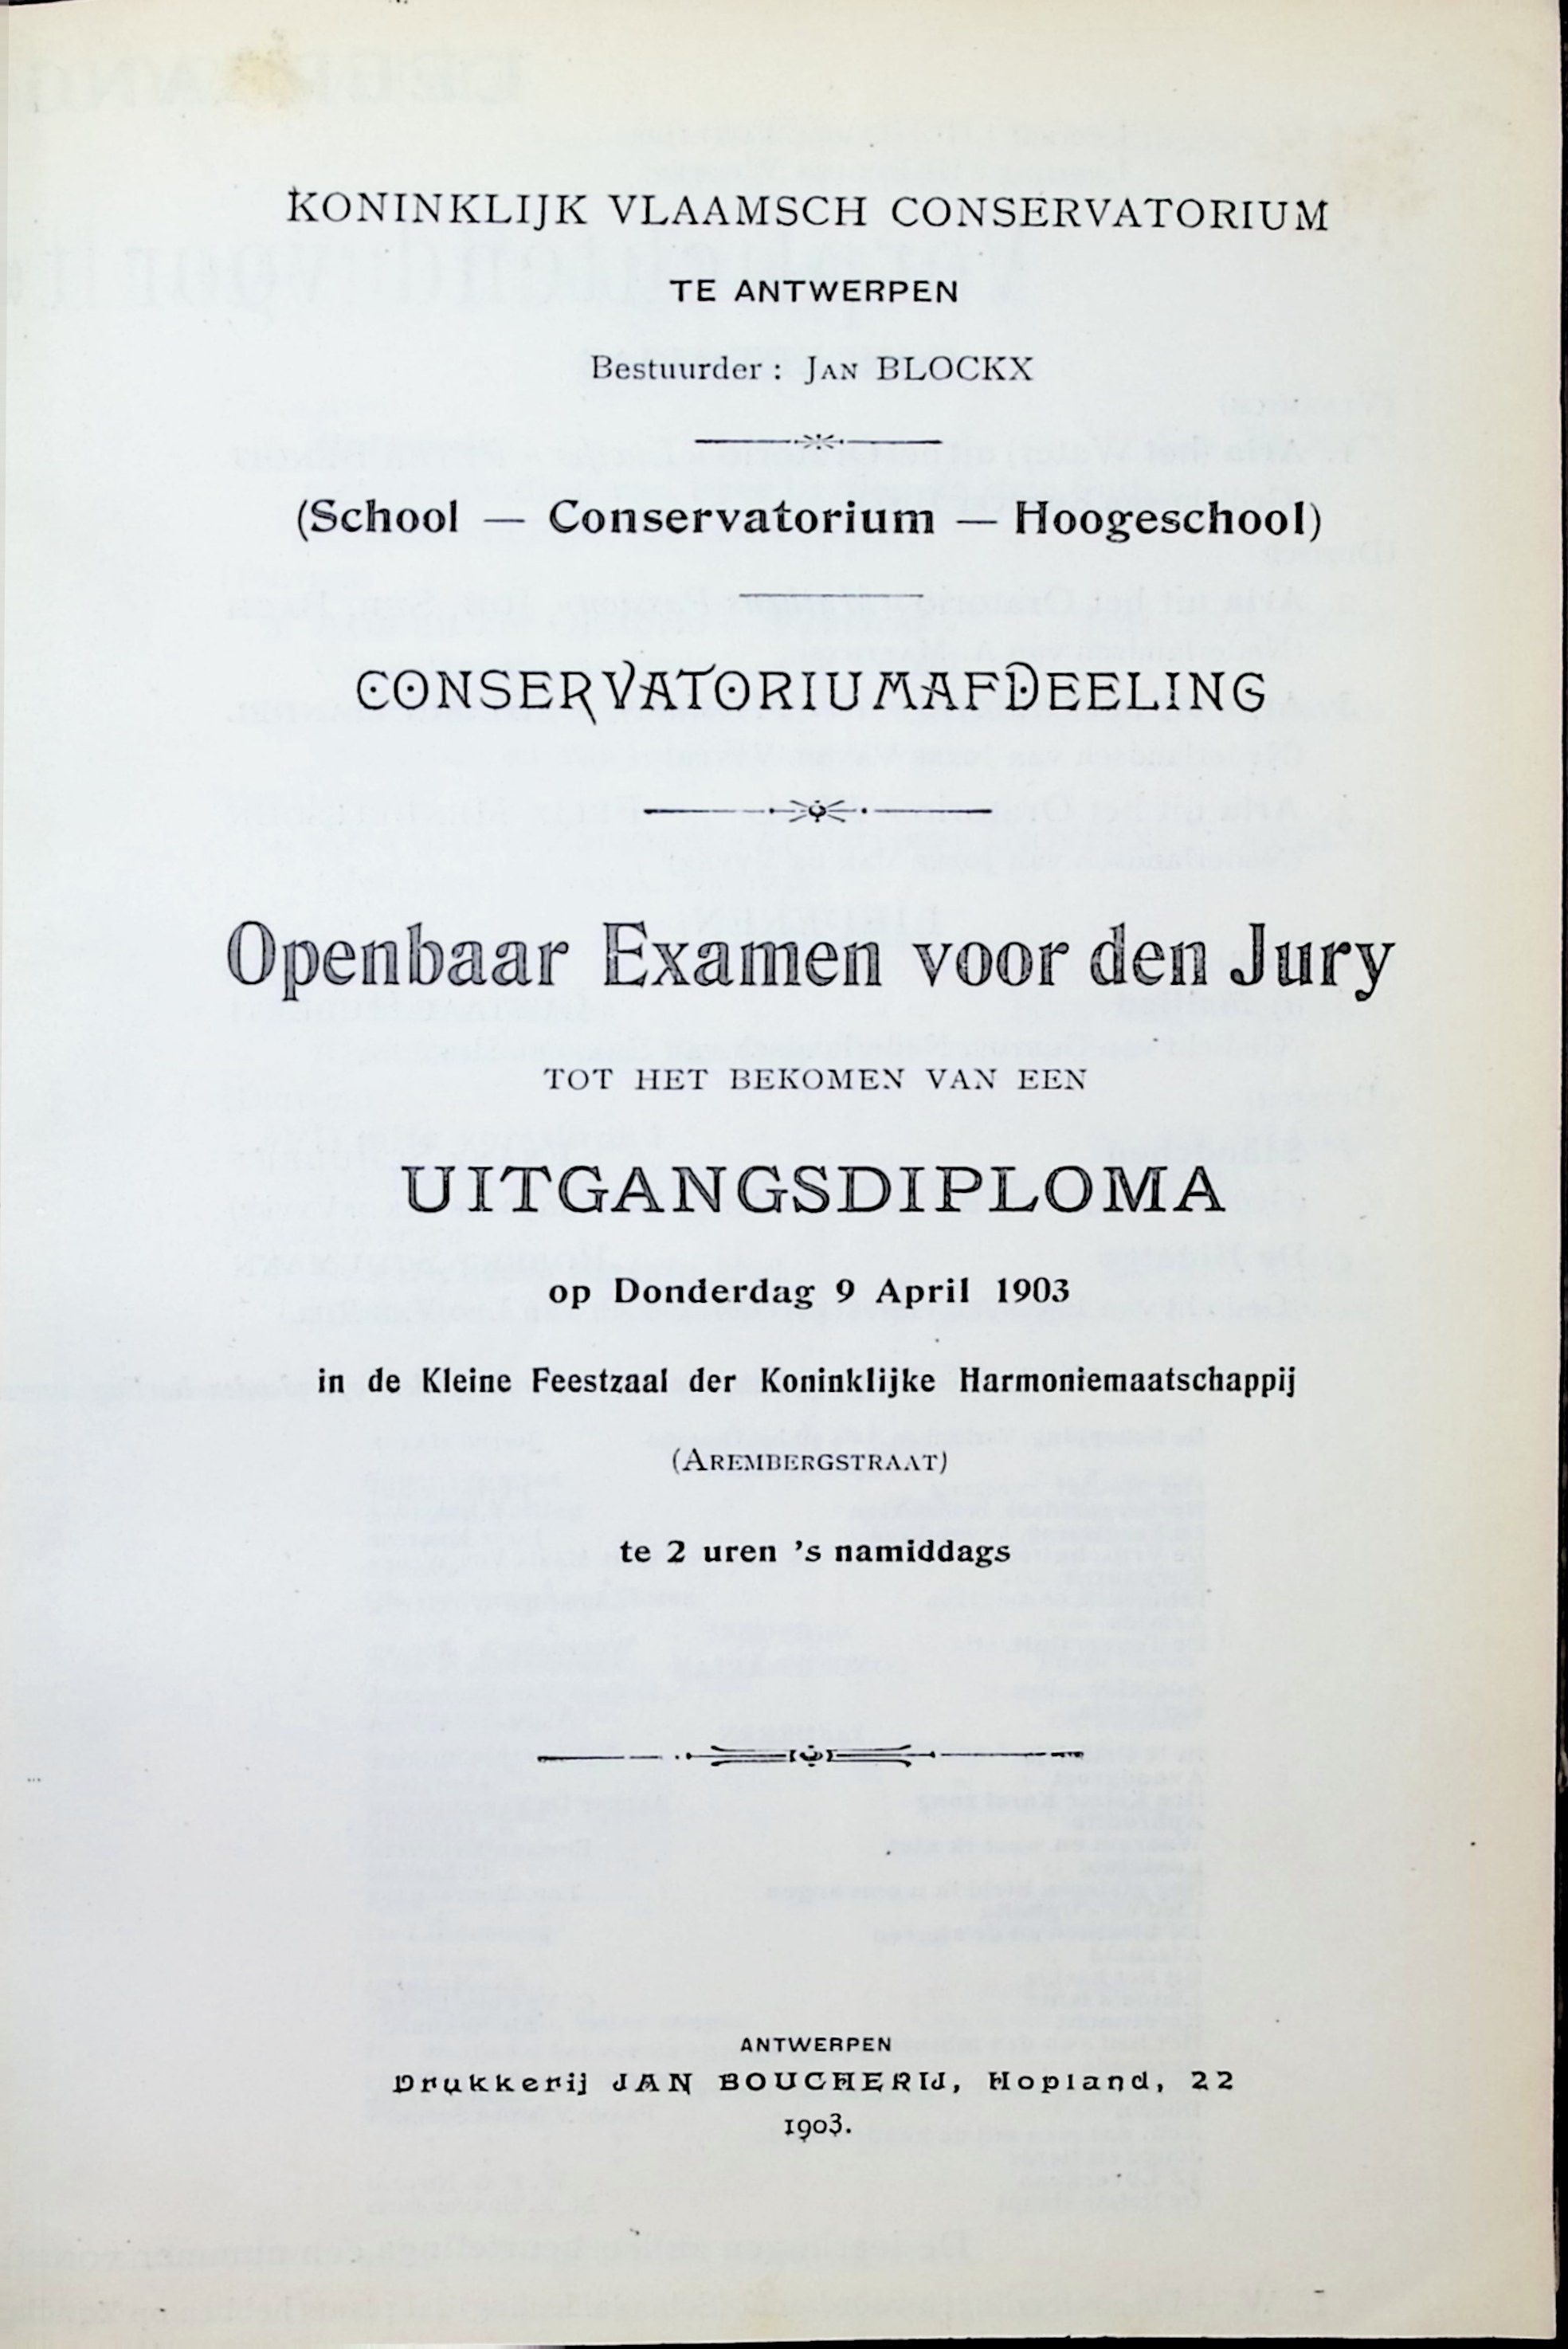 KONINKLIJK VLAAMSCH CONSERVATORIUM
TE ANTWERPEN
Bestuurder : Jan BLOCKX
(School — Conservatorium — Hoogeschool)
CONSERVATORIUMAFDEELING
Openbaar Examen voor den Jury
TOT HET BEKOMEN VAN EEN
UITGANGSDIPLOMA
op Donderdag 9 April 1903
in de Kleine Feestzaal der Koninklijke Harmoniemaatschappij
(Arembergstraat)
te 2 uren 's namiddags
ANTWERPEN
Drukkerij JAN BOUCHERIJ, Hopland, 22
1903.